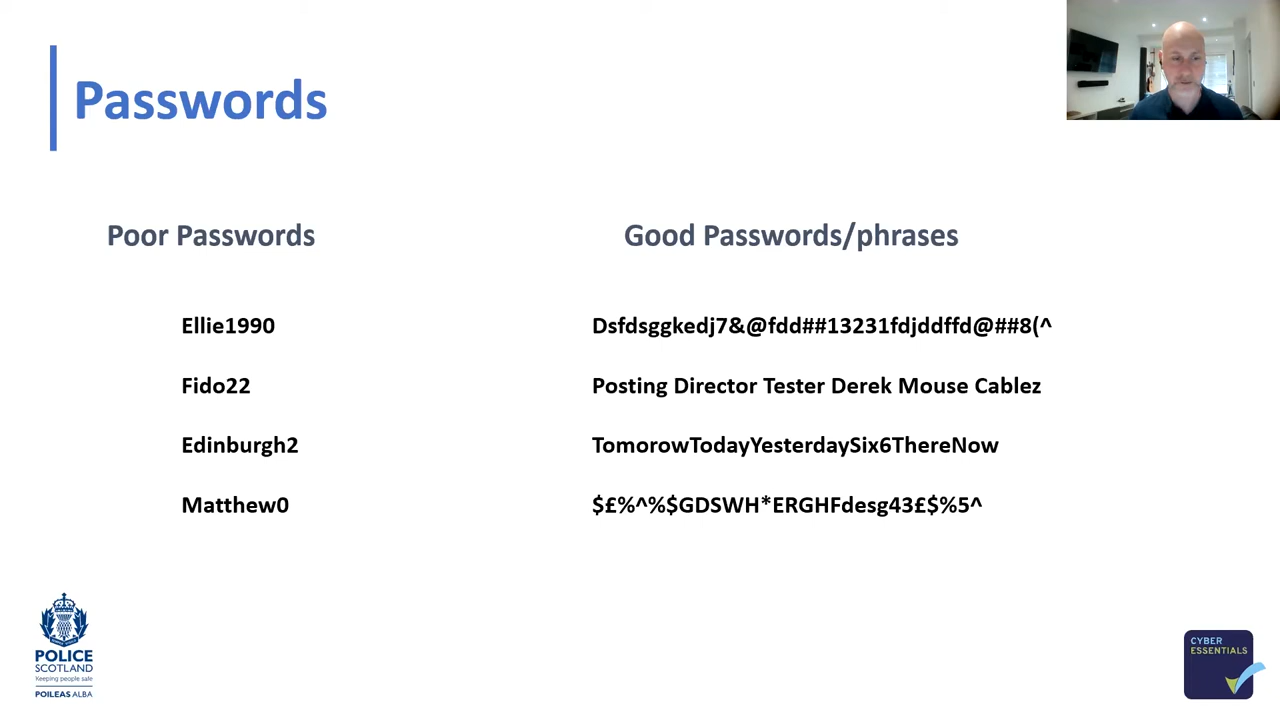 Passwords
Poor Passwords
Good Passwords/phrases
Ellie1990
Dsfdsggkedj7&@fdd##13231fdjddffd@##8(^
Fido22
Posting Director Tester Derek Mouse Cablez
Edinburgh2
TomorowTodayYesterdaySix6ThereNow
Matthew0
$£%^%$GDSWH*ERGHFdesg43£$%5^
POLICE
SCOTLAND
Keeping people safe
POILEAS ALBA
CYBER
ESSENTIALS